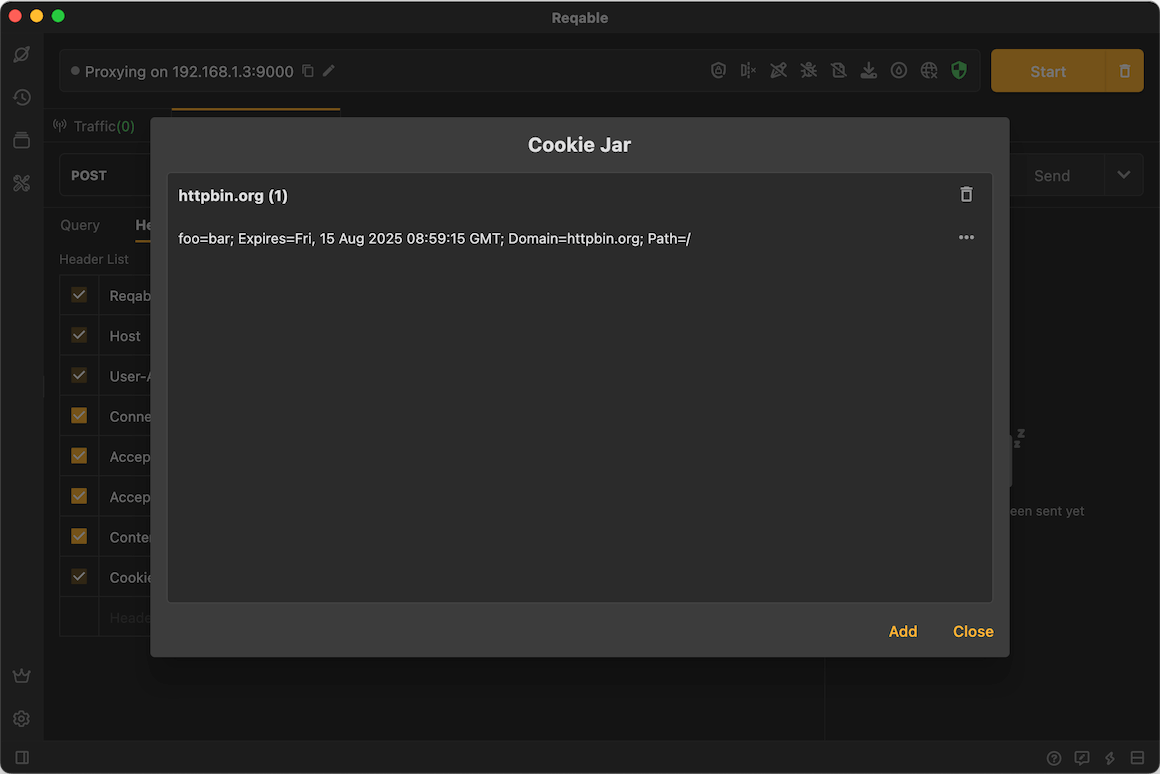 Reqable
Proxying on 192.168.1.3:9000
Start
Traffic(0)
Cookie Jar
POST
Send
httpbin.org (1)
Query
foo=bar; Expires=Fri, 15 Aug 2025 08:59:15 GMT; Domain=httpbin.org; Path=/
Header List
Reqab
Host
User-A
Conne
Accep
z
z
Accep
een sent yet
Conte
Cookie
Heade
Add
Close